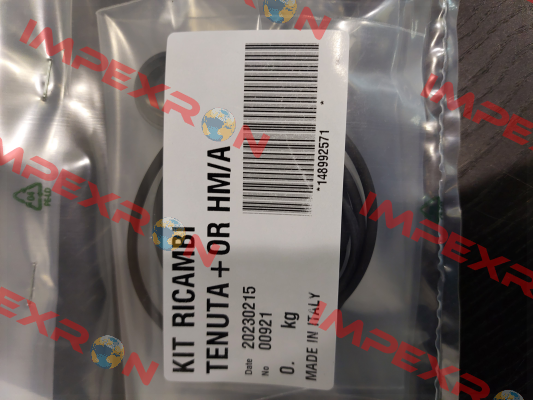 KIT RICAMBI
TENUTA+OR HM/A
Date 20230215
No 00921
0. kg
MADE IN ITALY
*148992571*
IMPEXRON
IMPEXRON
IMPEXRON
IMPEXRON
IMPEXRON